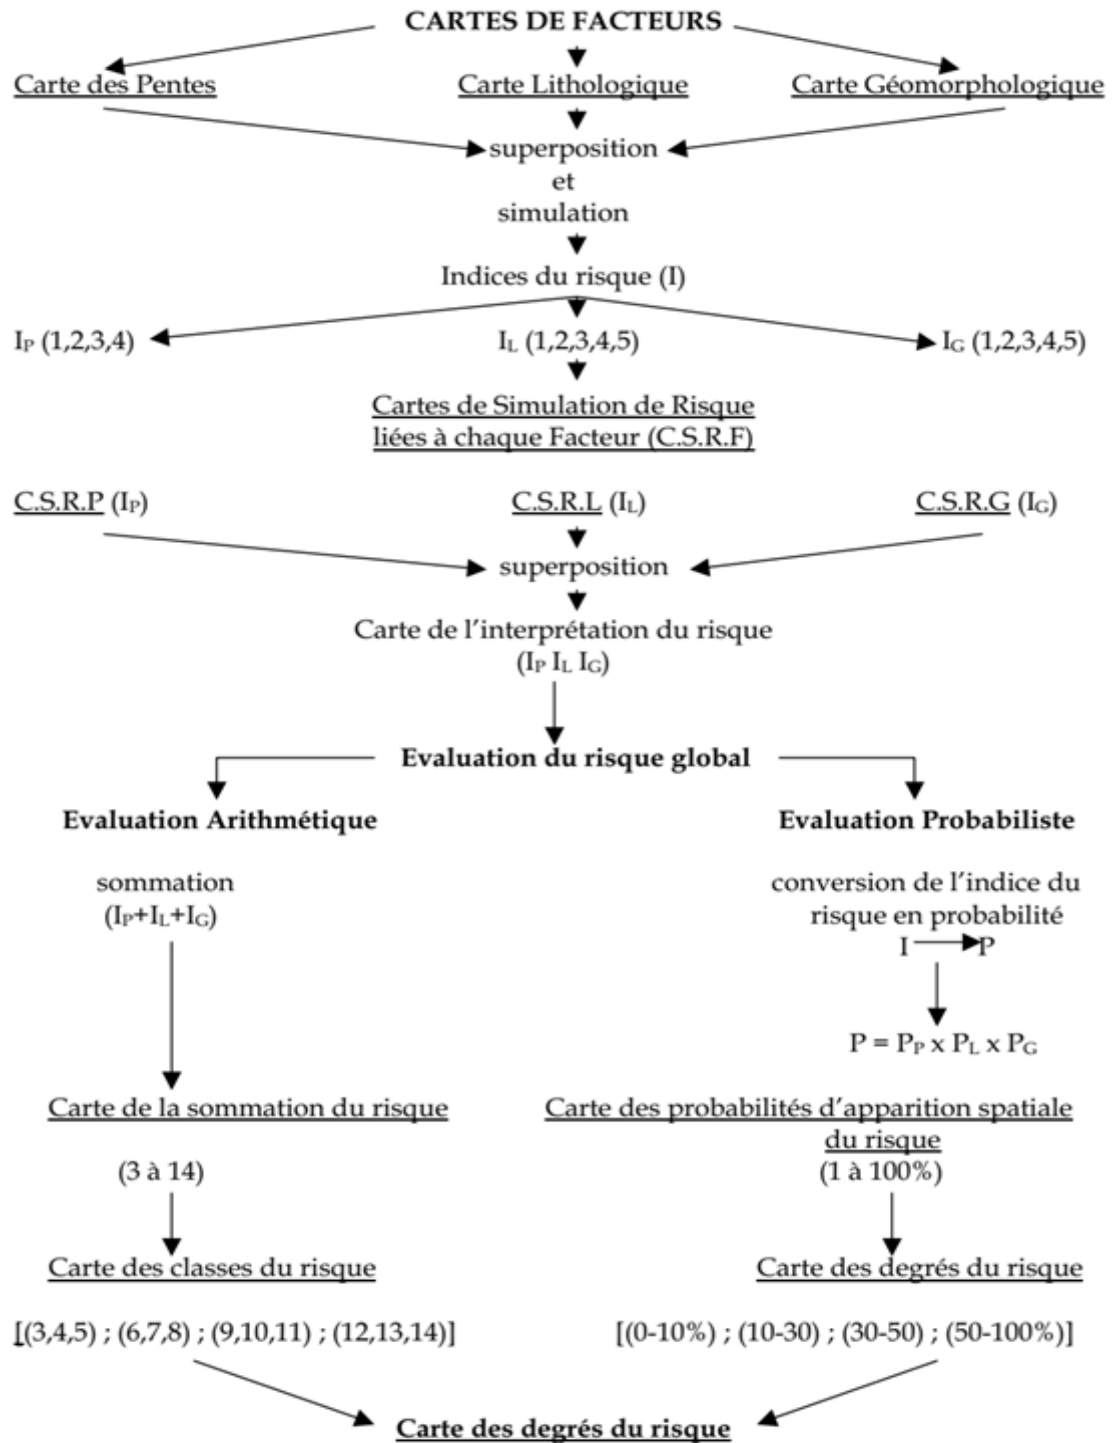 CARTES DE FACTEURS
Carte des Pentes
Carte Lithologique
Carte Géomorphologique
superposition
et
simulation
Indices du risque (I)
IP (1,2,3,4)
IL (1,2,3,4,5)
IG (1,2,3,4,5)
Cartes de Simulation de Risque
liées à chaque Facteur (C.S.R.F)
C.S.R.P (IP)
C.S.R.L (IL)
C.S.R.G (IG)
superposition
Carte de l'interprétation du risque
(IP IL IG)
Evaluation du risque global
Evaluation Arithmétique
sommation
(IP+IL+IG)
Carte de la sommation du risque
(3 à 14)
Carte des classes du risque
[(3,4,5) ; (6,7,8) ; (9,10,11) ; (12,13,14)]
Evaluation Probabiliste
conversion de l'indice du
risque en probabilité
I P
P = PP x PL x PG
Carte des probabilités d'apparition spatiale
du risque
(1 à 100%)
Carte des degrés du risque
[(0-10%) ; (10-30) ; (30-50) ; (50-100%)]
Carte des degrés du risque